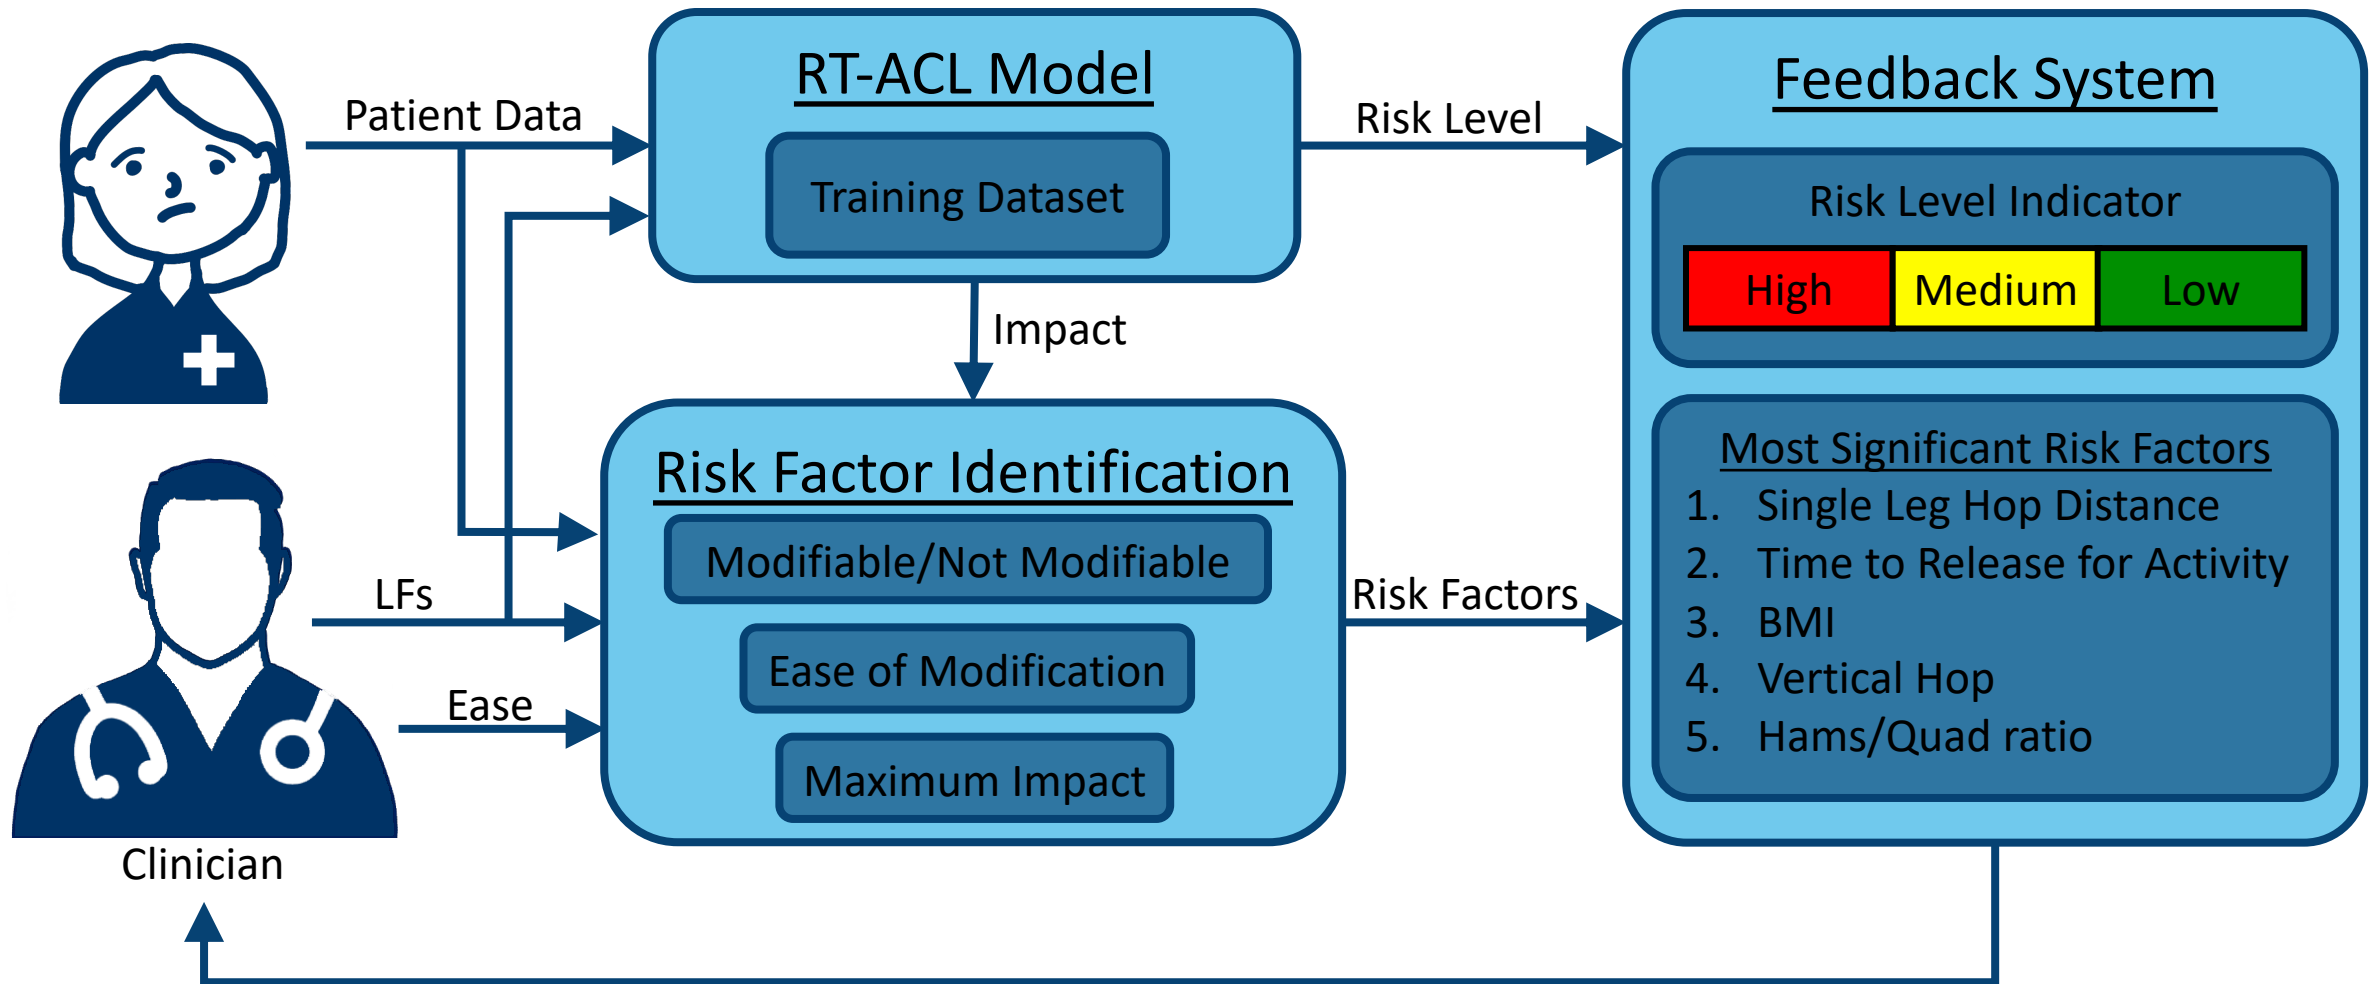 RT-ACL Model
Training Dataset
Patient Data
Risk Level
Impact
Risk Factor Identification
Modifiable/Not Modifiable
Ease of Modification
Maximum Impact
LFs
Ease
Clinician
Risk Factors
Feedback System
Risk Level Indicator
High Medium Low
Most Significant Risk Factors
1. Single Leg Hop Distance
2. Time to Release for Activity
3. BMI
4. Vertical Hop
5. Hams/Quad ratio